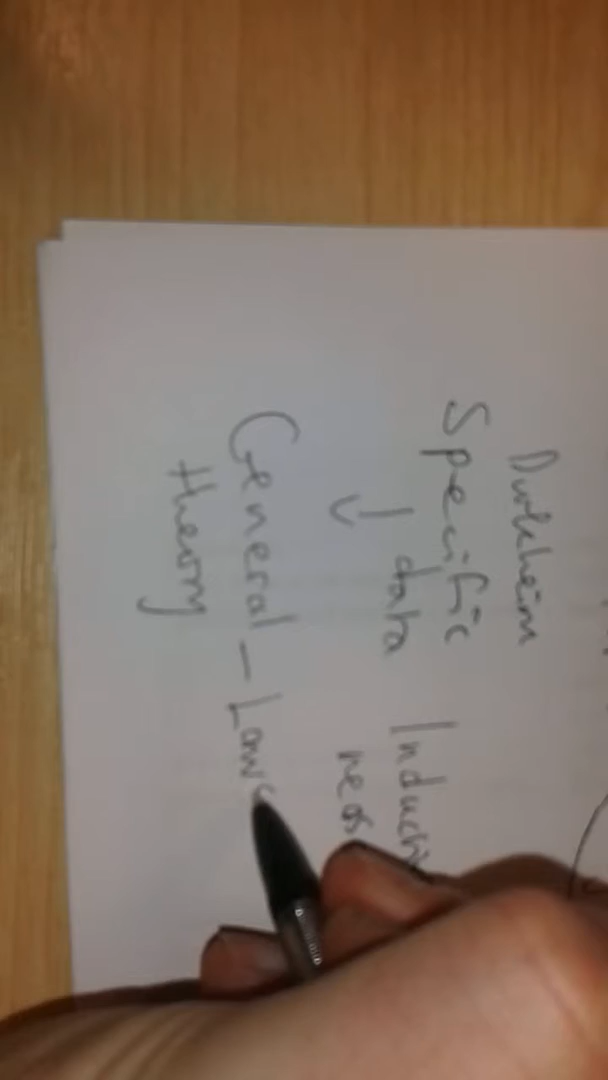 Durkheim
Specific
data
↓
General - Laws
theory